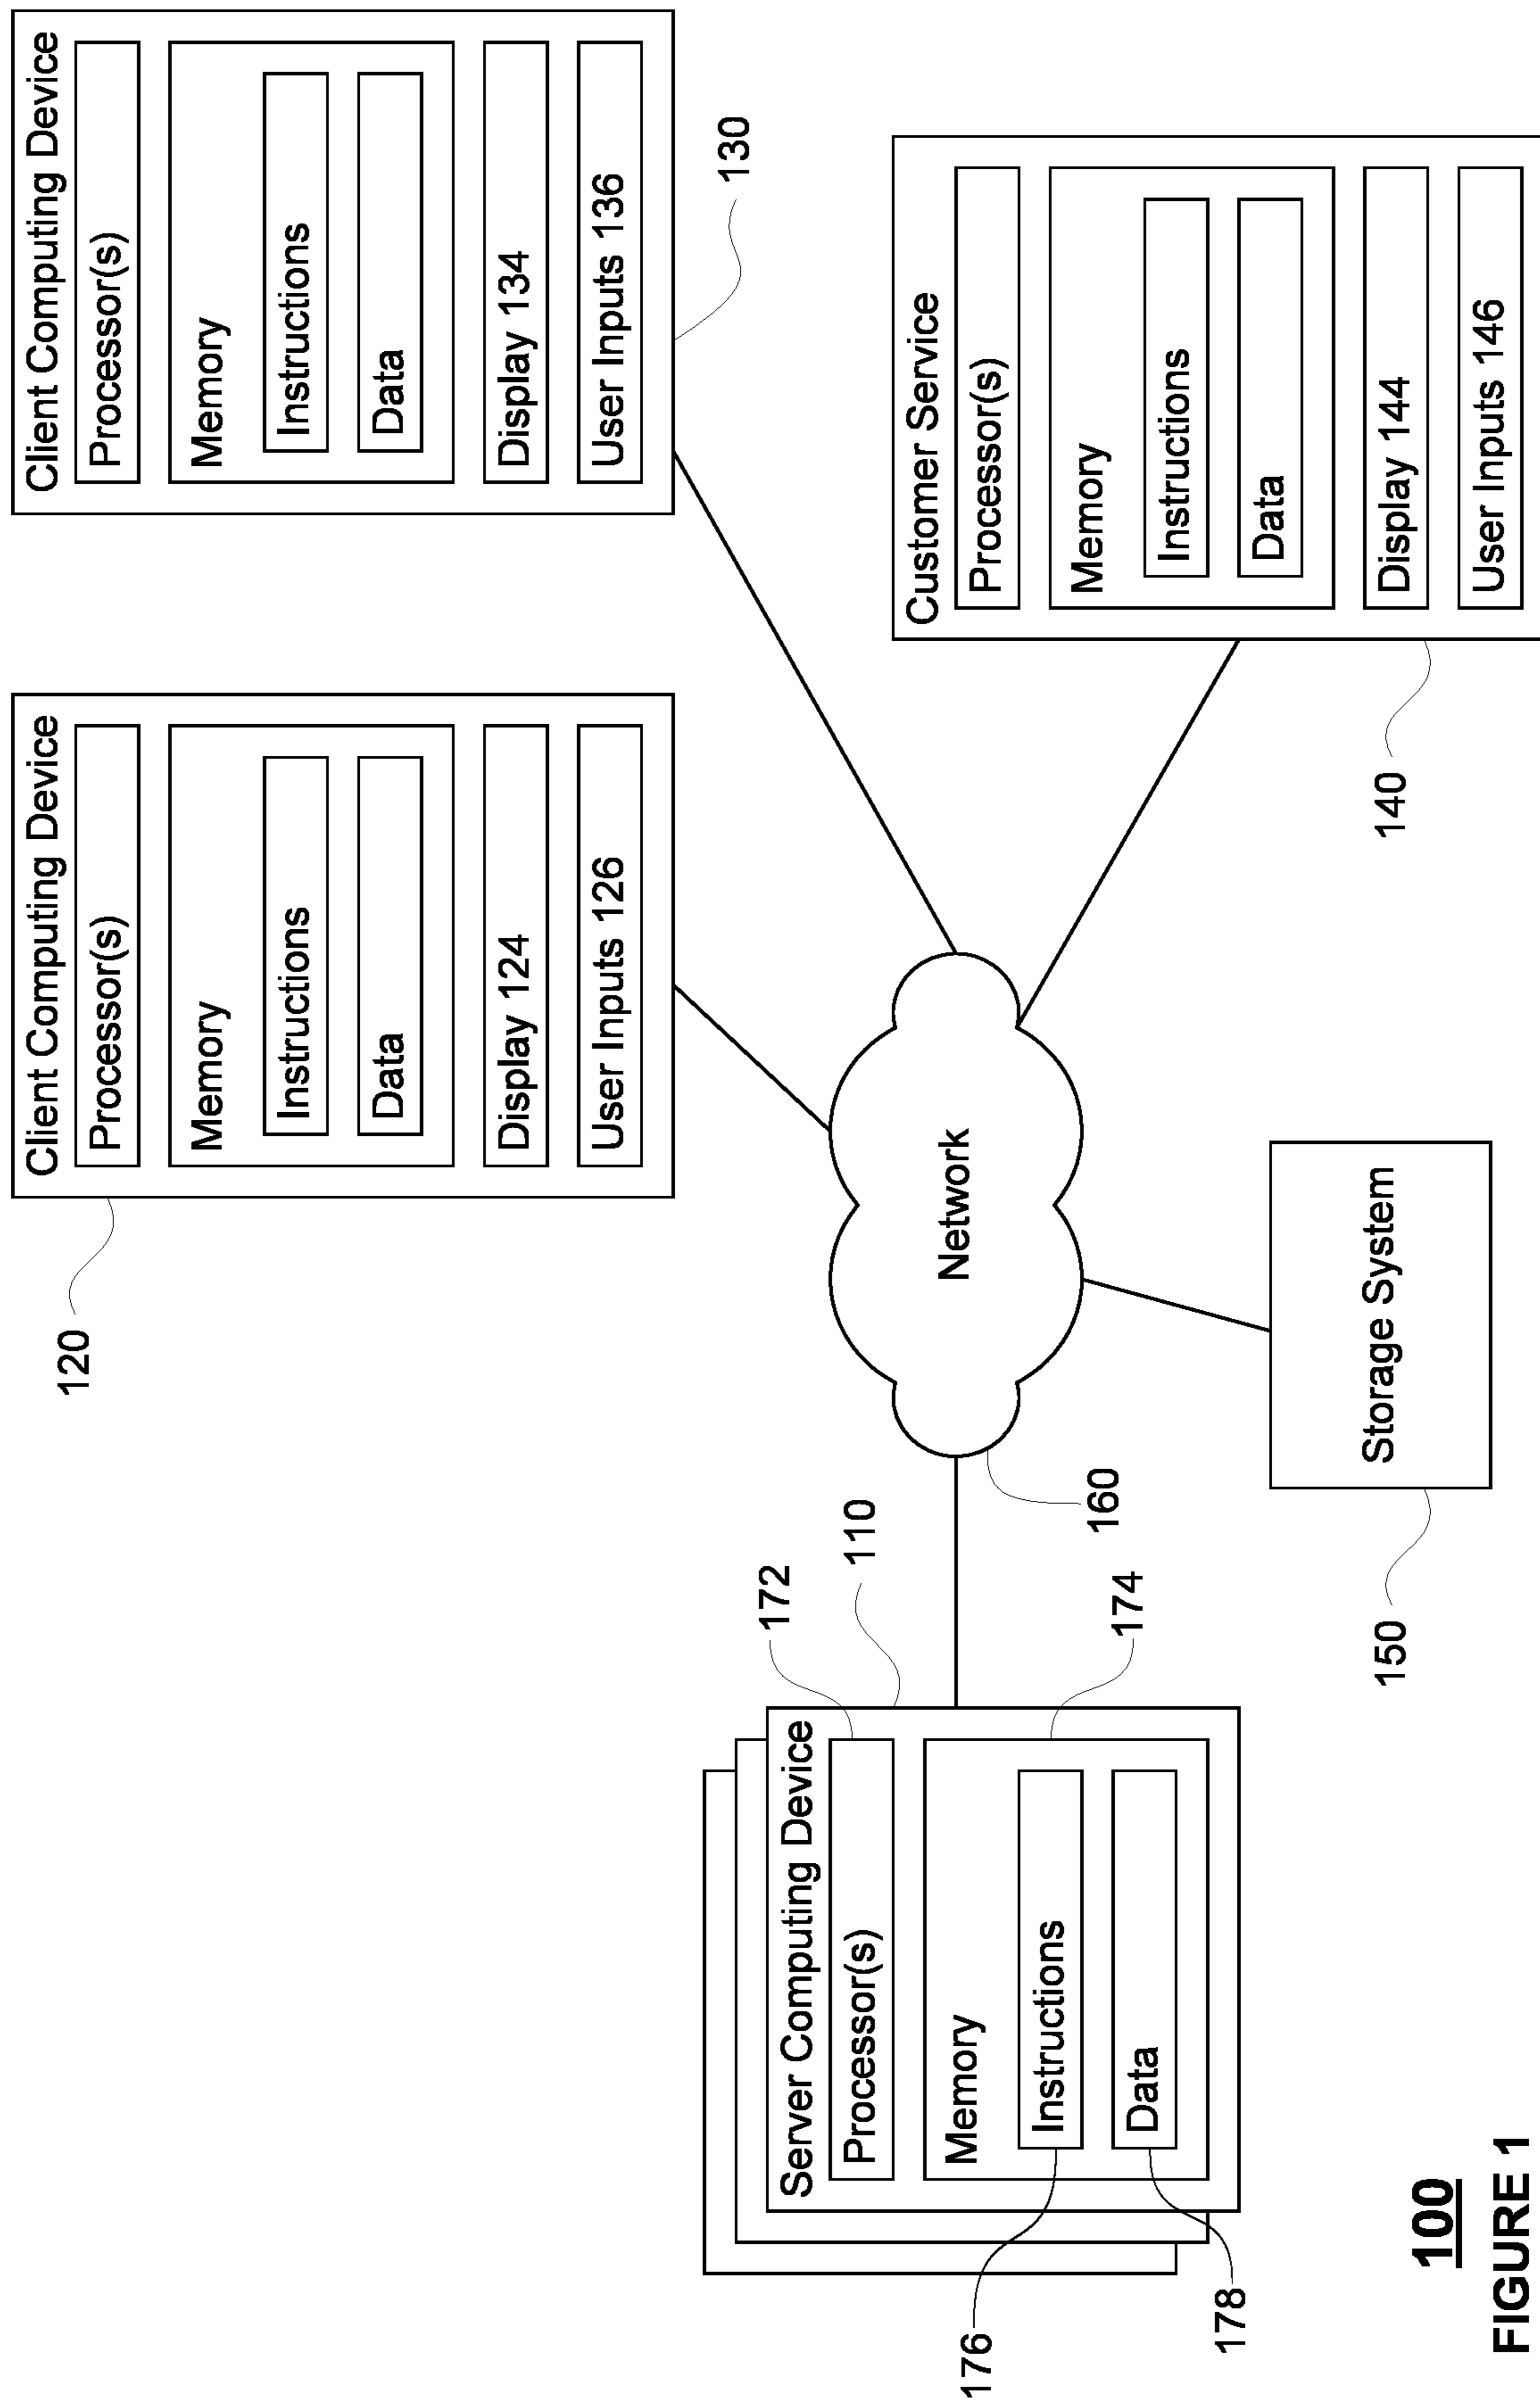 Client Computing Device
Processor(s)
Memory
Instructions
Data
Display 124
User Inputs 126
120
Client Computing Device
Processor(s)
Memory
Instructions
Data
Display 134
User Inputs 136
130
Server Computing Device
Processor(s)
Memory
Instructions
Data
172
110
174
176
178
Network
160
Customer Service
Processor(s)
Memory
Instructions
Data
Display 144
User Inputs 146
140
Storage System
150
100
FIGURE 1